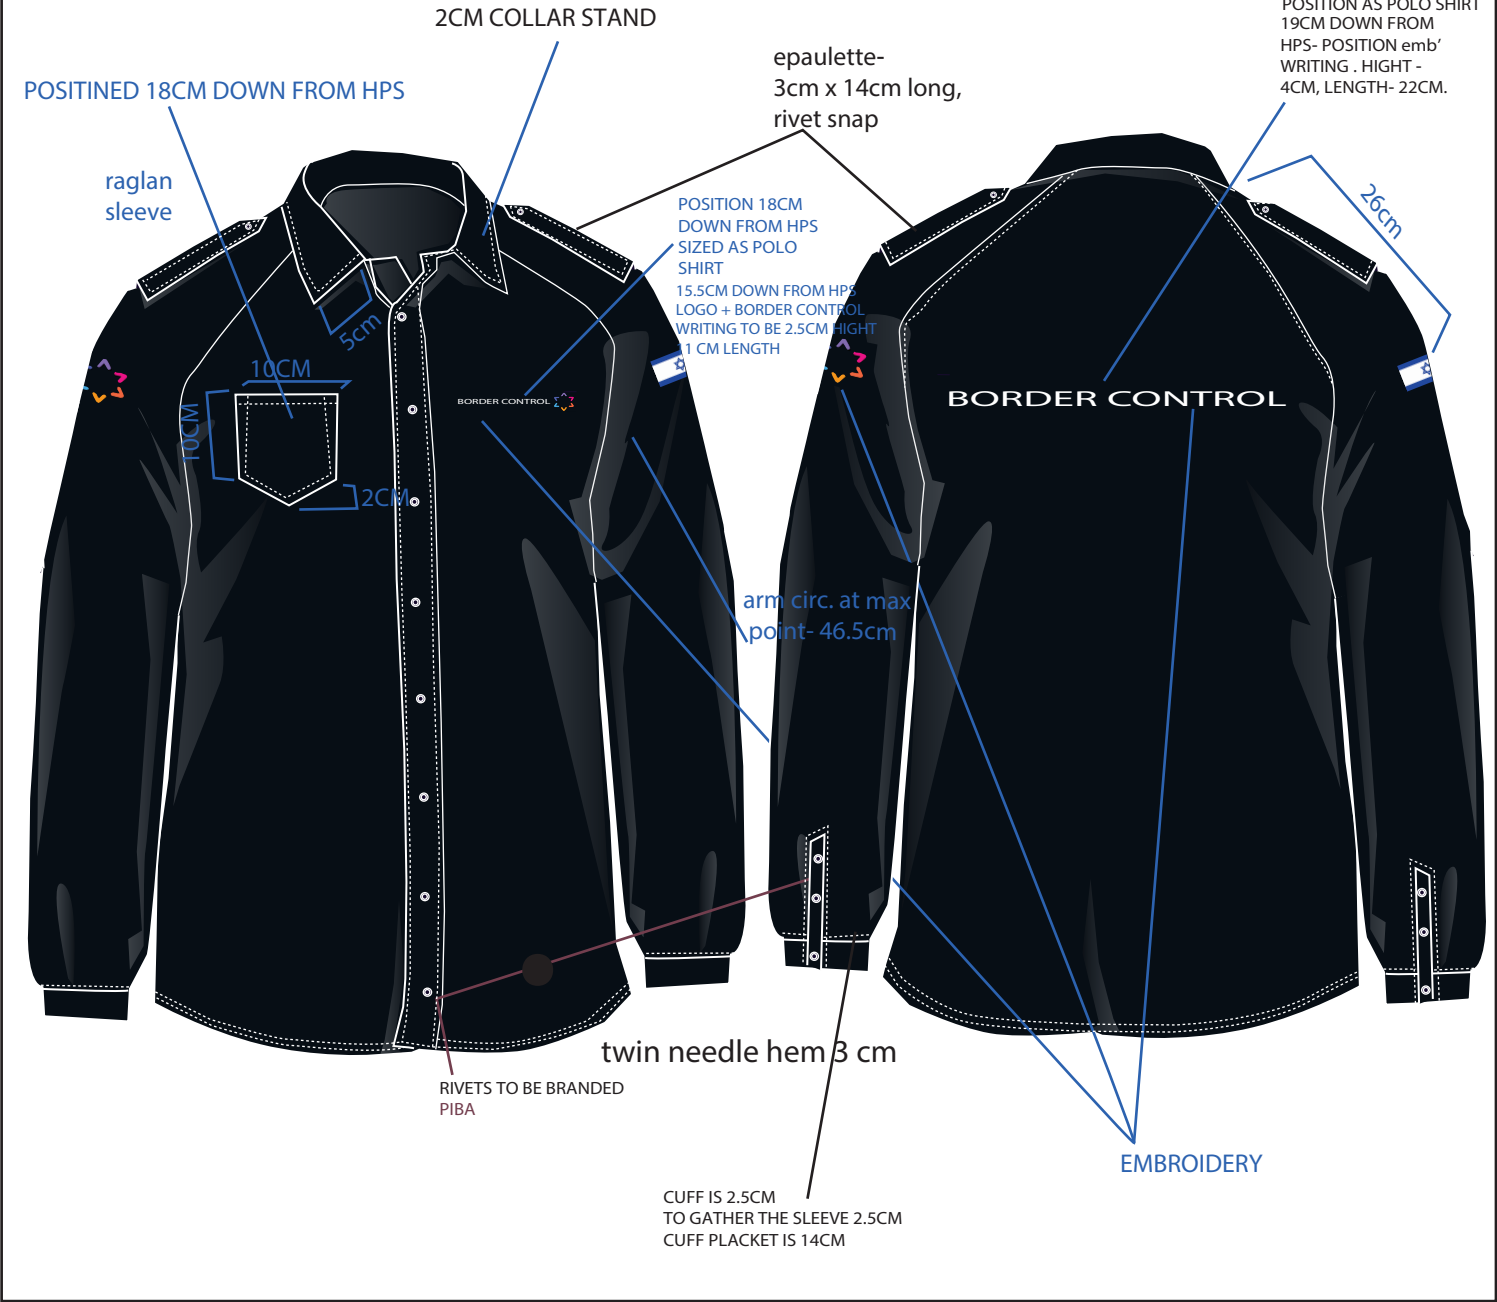 2CM COLLAR STAND
POSITION AS POLO SHIRT
19CM DOWN FROM
HPS- POSITION emb'
WRITING . HIGHT -
4CM, LENGTH- 22CM.
epaulette-
3cm x 14cm long,
rivet snap
POSITINED 18CM DOWN FROM HPS
raglan
sleeve
POSITION 18CM
DOWN FROM HPS
SIZED AS POLO
SHIRT
15.5CM DOWN FROM HPS
LOGO + BORDER CONTROL
WRITING TO BE 2.5CM HIGHT
11 CM LENGTH
26cm
5cm
10CM
10CM
2CM
BORDER CONTROL
BORDER CONTROL
arm circ. at max
point- 46.5cm
twin needle hem 3 cm
RIVETS TO BE BRANDED
PIBA
EMBROIDERY
CUFF IS 2.5CM
TO GATHER THE SLEEVE 2.5CM
CUFF PLACKET IS 14CM